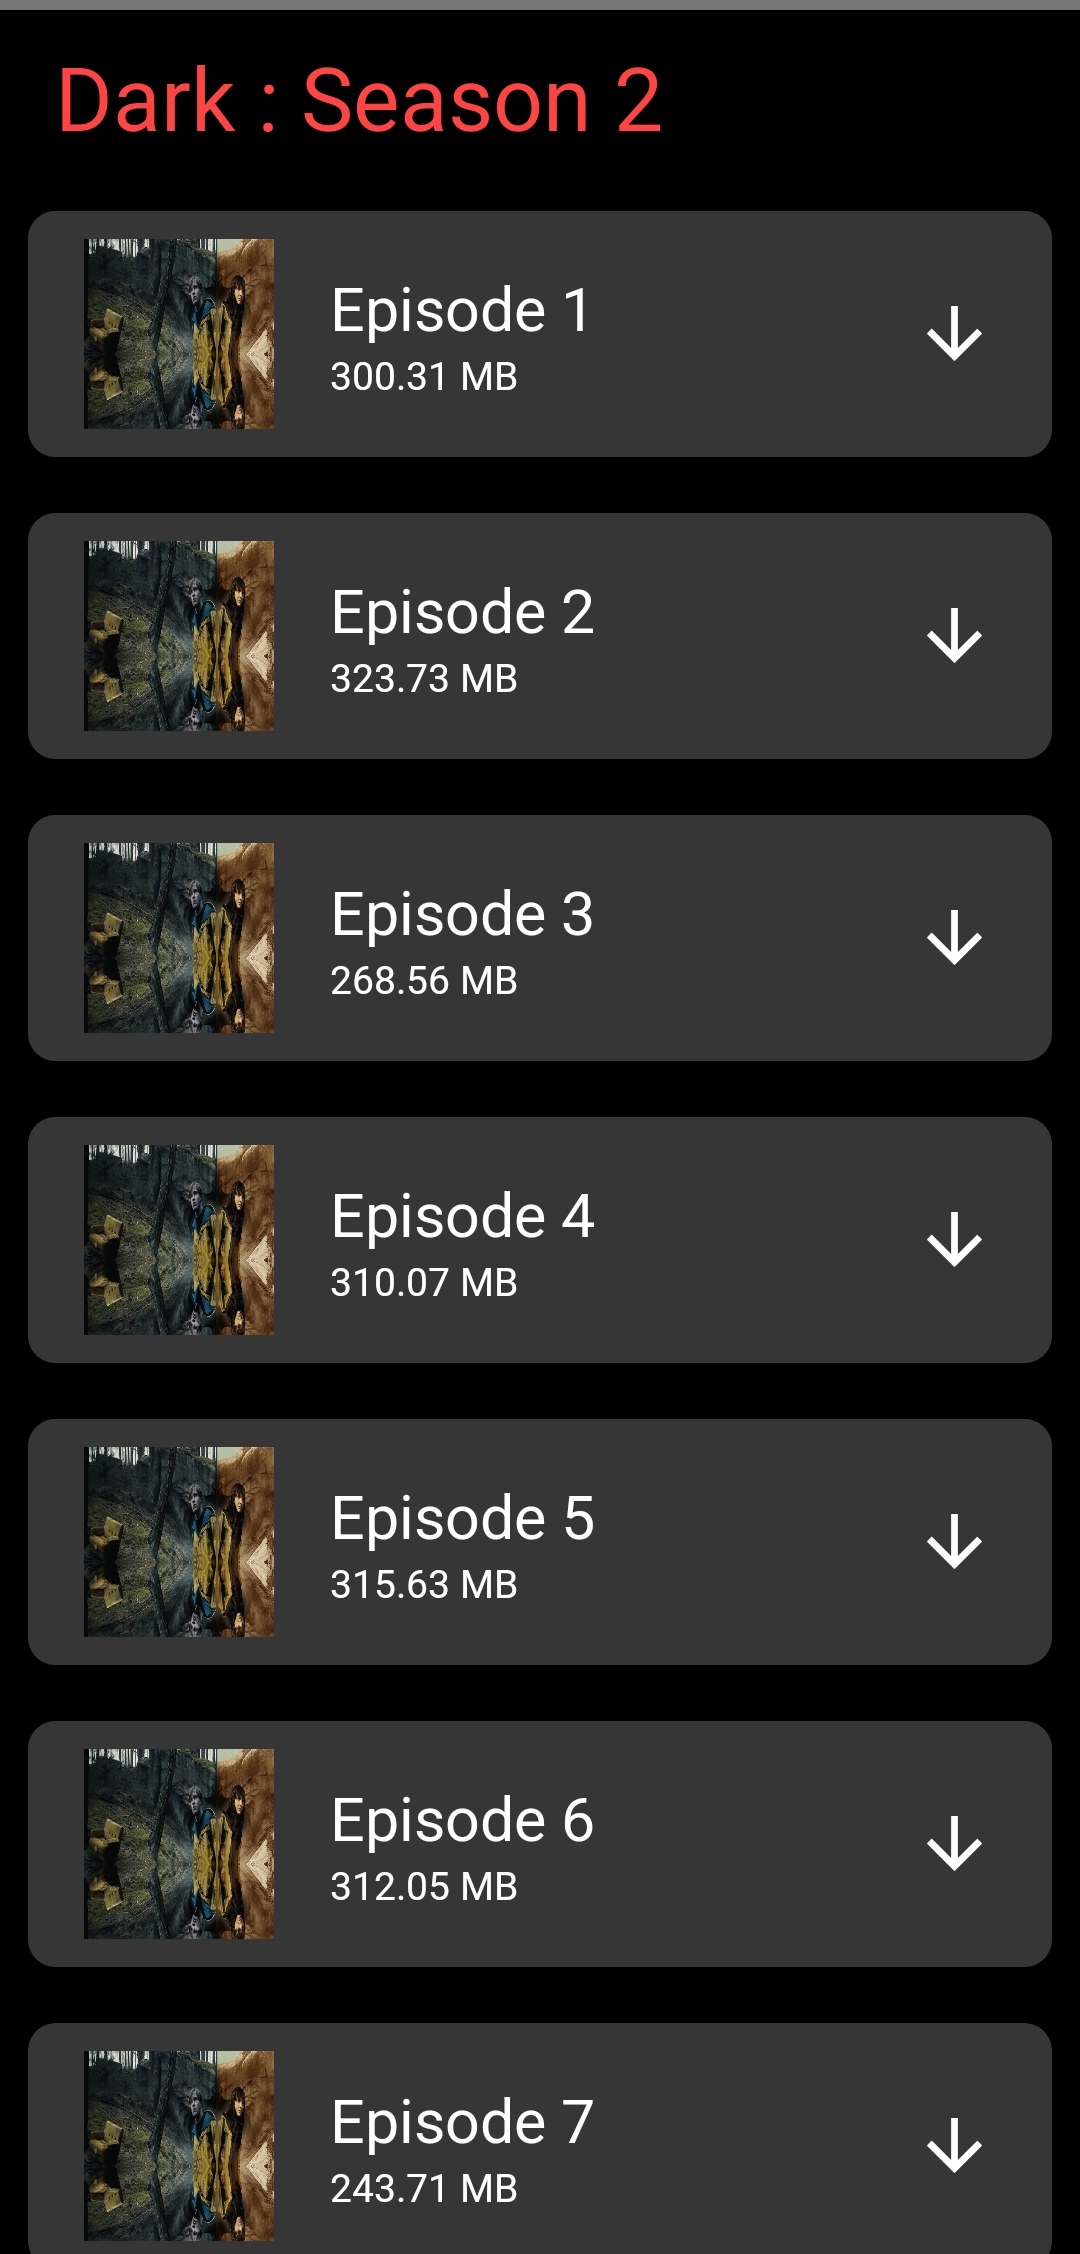 Dark : Season 2
Episode 1
300.31 MB
Episode 2
323.73 MB
Episode 3
268.56 MB
Episode 4
310.07 MB
Episode 5
315.63 MB
Episode 6
312.05 MB
Episode 7
243.71 MB